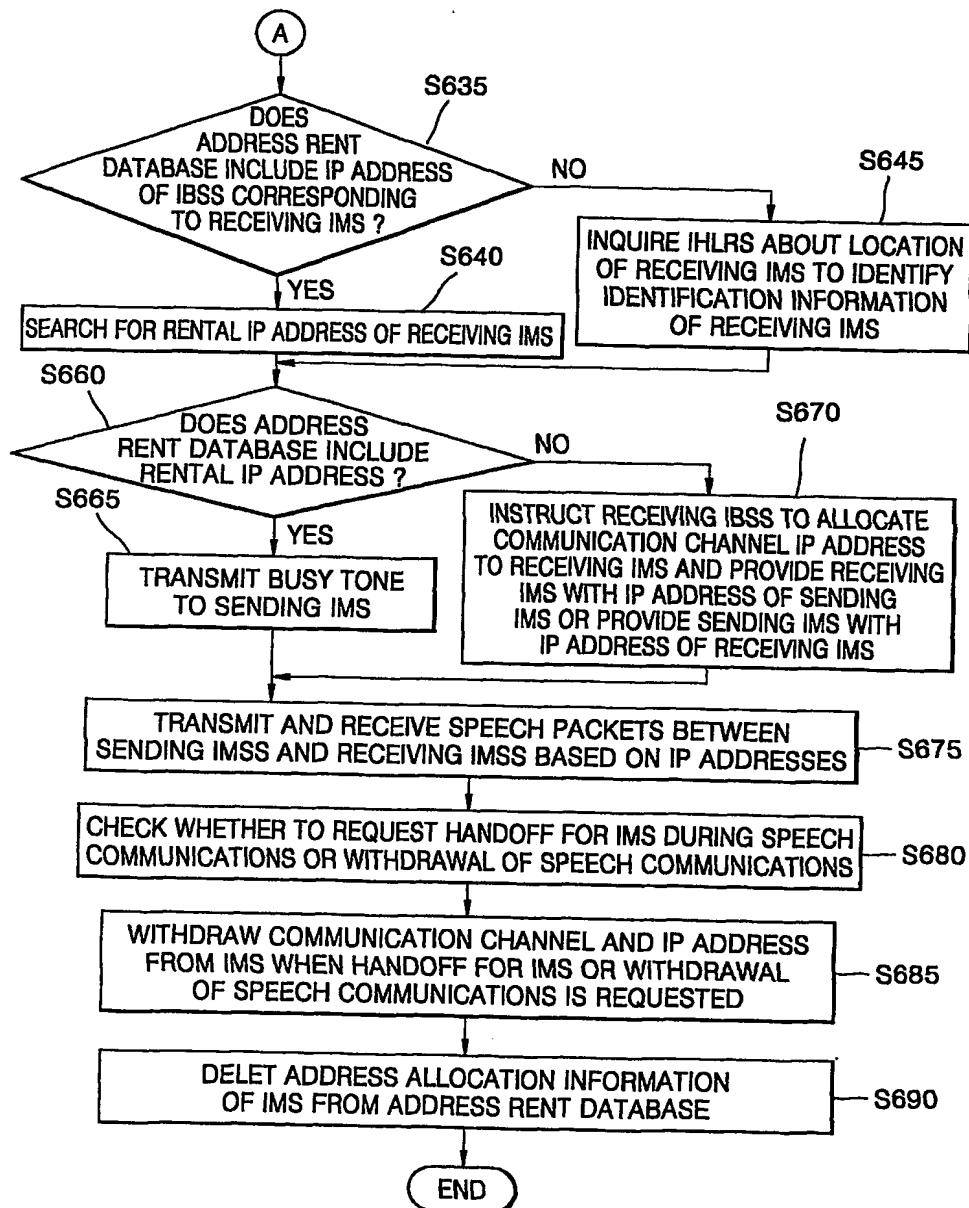 A
S635
DOES
ADDRESS RENT
DATABASE INCLUDE IP ADDRESS
OF IBSS CORRESPONDING
TO RECEIVING IMS ?
NO
S645
INQUIRE IHLRS ABOUT LOCATION
OF RECEIVING IMS TO IDENTIFY
IDENTIFICATION INFORMATION
OF RECEIVING IMS
YES
S640
SEARCH FOR RENTAL IP ADDRESS OF RECEIVING IMS
S660
DOES ADDRESS
RENT DATABASE INCLUDE
RENTAL IP ADDRESS ?
NO
S670
INSTRUCT RECEIVING IBSS TO ALLOCATE
COMMUNICATION CHANNEL IP ADDRESS
TO RECEIVING IMS AND PROVIDE RECEIVING
IMS WITH IP ADDRESS OF SENDING
IMS OR PROVIDE SENDING IMS WITH
IP ADDRESS OF RECEIVING IMS
S665
YES
TRANSMIT BUSY TONE
TO SENDING IMS
TRANSMIT AND RECEIVE SPEECH PACKETS BETWEEN
SENDING IMSS AND RECEIVING IMSS BASED ON IP ADDRESSES
S675
CHECK WHETHER TO REQUEST HANDOFF FOR IMS DURING SPEECH
COMMUNICATIONS OR WITHDRAWAL OF SPEECH COMMUNICATIONS
S680
WITHDRAW COMMUNICATION CHANNEL AND IP ADDRESS
FROM IMS WHEN HANDOFF FOR IMS OR WITHDRAWAL
OF SPEECH COMMUNICATIONS IS REQUESTED
S685
DELET ADDRESS ALLOCATION INFORMATION
OF IMS FROM ADDRESS RENT DATABASE
S690
END